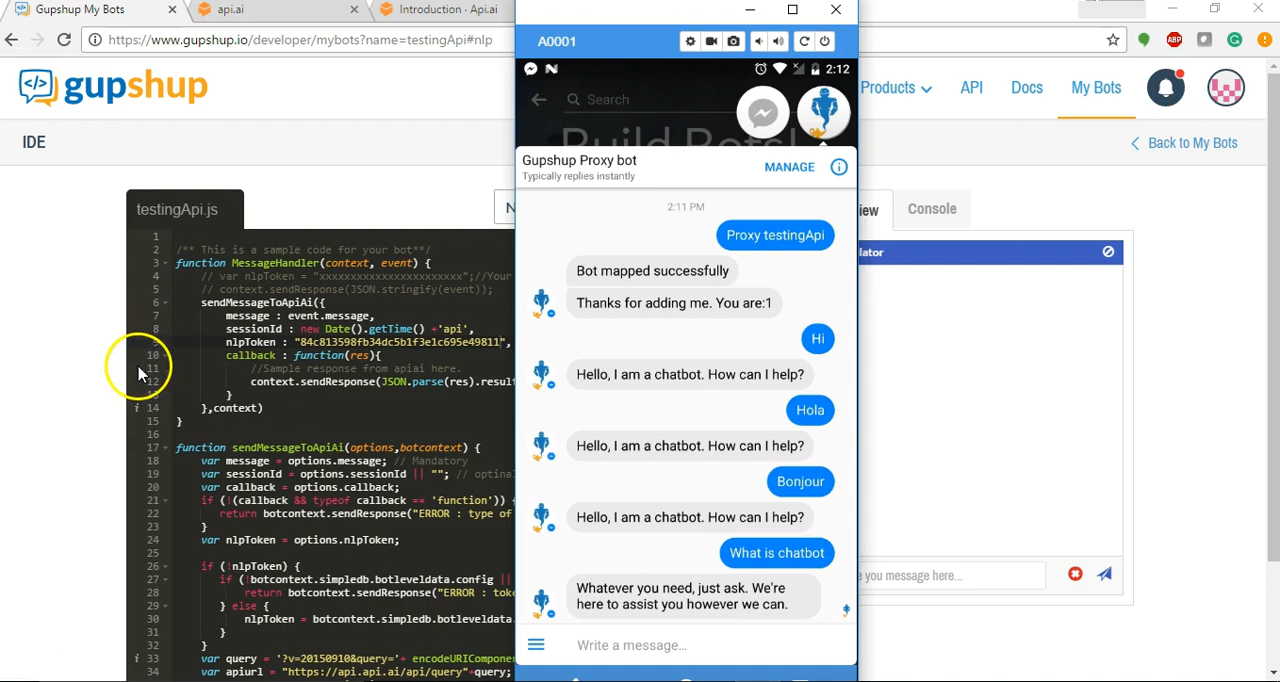 Gupshup My Bots
api.ai
Introduction · Api.ai
https://www.gupshup.io/developer/mybots?name=testingApi#nlp
ABP
gupshup
Products
API
Docs
My Bots
IDE
Back to My Bots
testingApi.js
N
iew
Console
1
2 /** This is a sample code for your bot**/
3 function MessageHandler(context, event) {
4 // var nlpToken = "xxxxxxxxxxxxxxxxxxxxxxx";//Your
5 // context.sendResponse(JSON.stringify(event));
6 sendMessageToApiAi({
7 message : event.message,
8 sessionId : new Date().getTime() +'api',
nlpToken : "84c813598fb34dc5b1f3e1c695e49811",
10 callback : function(res){
11 //Sample response from apiai here.
12 context.sendResponse(JSON.parse(res).result
}
14 },context)
15 }
16
17 function sendMessageToApiAi(options,botcontext) {
18 var message = options.message; // Mandatory
19 var sessionId = options.sessionId || ""; // optinal
20 var callback = options.callback;
21 if (!(callback && typeof callback == 'function')) {
22 return botcontext.sendResponse("ERROR : type of
23 }
24 var nlpToken = options.nlpToken;
25
26 if (!nlpToken) {
27 if (!botcontext.simpledb.botleveldata.config ||
28 return botcontext.sendResponse("ERROR : toke
29 } else {
30 nlpToken = botcontext.simpledb.botleveldata.
31 }
32 }
33 var query = '?v=20150910&query='+ encodeURIComponen
34 var apiurl = "https://api.api.ai/api/query"+query;
A0001
2:12
Search
Build Bots!
Gupshup Proxy bot
Typically replies instantly
MANAGE
2:11 PM
Proxy testingApi
Bot mapped successfully
Thanks for adding me. You are:1
Hi
Hello, I am a chatbot. How can I help?
Hola
Hello, I am a chatbot. How can I help?
Bonjour
Hello, I am a chatbot. How can I help?
What is chatbot
Whatever you need, just ask. We're
here to assist you however we can.
Write a message...
lator
e you message here...